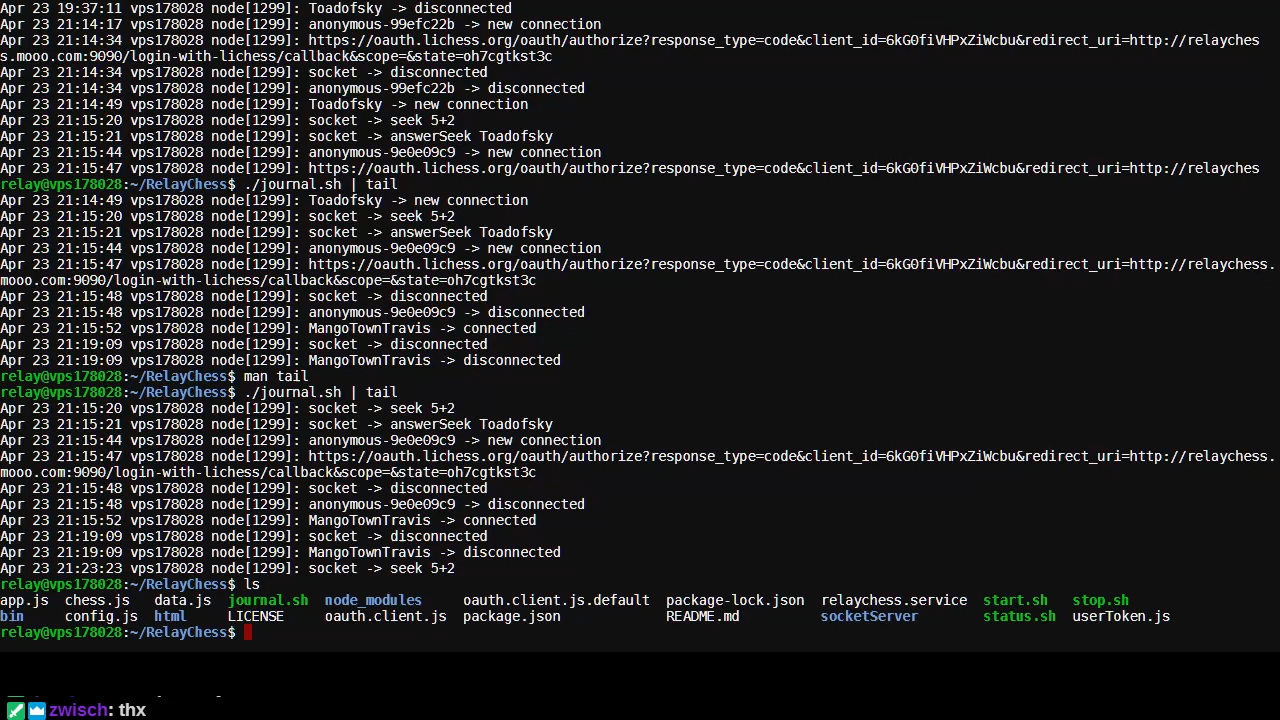 Apr 23 19:37:11 vps178028 node[1299]: Toadofsky -> disconnected
Apr 23 21:14:17 vps178028 node[1299]: anonymous-99efc22b -> new connection
Apr 23 21:14:34 vps178028 node[1299]: https://oauth.lichess.org/oauth/authorize?response_type=code&client_id=6kG0fiVHPxZiWcbu&redirect_uri=http://relayches
s.mooo.com:9090/login-with-lichess/callback&scope=&state=oh7cgtkst3c
Apr 23 21:14:34 vps178028 node[1299]: socket -> disconnected
Apr 23 21:14:34 vps178028 node[1299]: anonymous-99efc22b -> disconnected
Apr 23 21:14:49 vps178028 node[1299]: Toadofsky -> new connection
Apr 23 21:15:20 vps178028 node[1299]: socket -> seek 5+2
Apr 23 21:15:21 vps178028 node[1299]: socket -> answerSeek Toadofsky
Apr 23 21:15:44 vps178028 node[1299]: anonymous-9e0e09c9 -> new connection
Apr 23 21:15:47 vps178028 node[1299]: https://oauth.lichess.org/oauth/authorize?response_type=code&client_id=6kG0fiVHPxZiWcbu&redirect_uri=http://relayches
relay@vps178028:~/RelayChess$ ./journal.sh | tail
Apr 23 21:14:49 vps178028 node[1299]: Toadofsky -> new connection
Apr 23 21:15:20 vps178028 node[1299]: socket -> seek 5+2
Apr 23 21:15:21 vps178028 node[1299]: socket -> answerSeek Toadofsky
Apr 23 21:15:44 vps178028 node[1299]: anonymous-9e0e09c9 -> new connection
Apr 23 21:15:47 vps178028 node[1299]: https://oauth.lichess.org/oauth/authorize?response_type=code&client_id=6kG0fiVHPxZiWcbu&redirect_uri=http://relaychess.
mooo.com:9090/login-with-lichess/callback&scope=&state=oh7cgtkst3c
Apr 23 21:15:48 vps178028 node[1299]: socket -> disconnected
Apr 23 21:15:48 vps178028 node[1299]: anonymous-9e0e09c9 -> disconnected
Apr 23 21:15:52 vps178028 node[1299]: MangoTownTravis -> connected
Apr 23 21:19:09 vps178028 node[1299]: socket -> disconnected
Apr 23 21:19:09 vps178028 node[1299]: MangoTownTravis -> disconnected
relay@vps178028:~/RelayChess$ man tail
relay@vps178028:~/RelayChess$ ./journal.sh | tail
Apr 23 21:15:20 vps178028 node[1299]: socket -> seek 5+2
Apr 23 21:15:21 vps178028 node[1299]: socket -> answerSeek Toadofsky
Apr 23 21:15:44 vps178028 node[1299]: anonymous-9e0e09c9 -> new connection
Apr 23 21:15:47 vps178028 node[1299]: https://oauth.lichess.org/oauth/authorize?response_type=code&client_id=6kG0fiVHPxZiWcbu&redirect_uri=http://relaychess.
mooo.com:9090/login-with-lichess/callback&scope=&state=oh7cgtkst3c
Apr 23 21:15:48 vps178028 node[1299]: socket -> disconnected
Apr 23 21:15:48 vps178028 node[1299]: anonymous-9e0e09c9 -> disconnected
Apr 23 21:15:52 vps178028 node[1299]: MangoTownTravis -> connected
Apr 23 21:19:09 vps178028 node[1299]: socket -> disconnected
Apr 23 21:19:09 vps178028 node[1299]: MangoTownTravis -> disconnected
Apr 23 21:23:23 vps178028 node[1299]: socket -> seek 5+2
relay@vps178028:~/RelayChess$ ls
app.js chess.js data.js journal.sh node_modules oauth.client.js.default package-lock.json relaychess.service start.sh stop.sh
bin config.js html LICENSE oauth.client.js package.json README.md socketServer status.sh userToken.js
relay@vps178028:~/RelayChess$
zwisch: thx